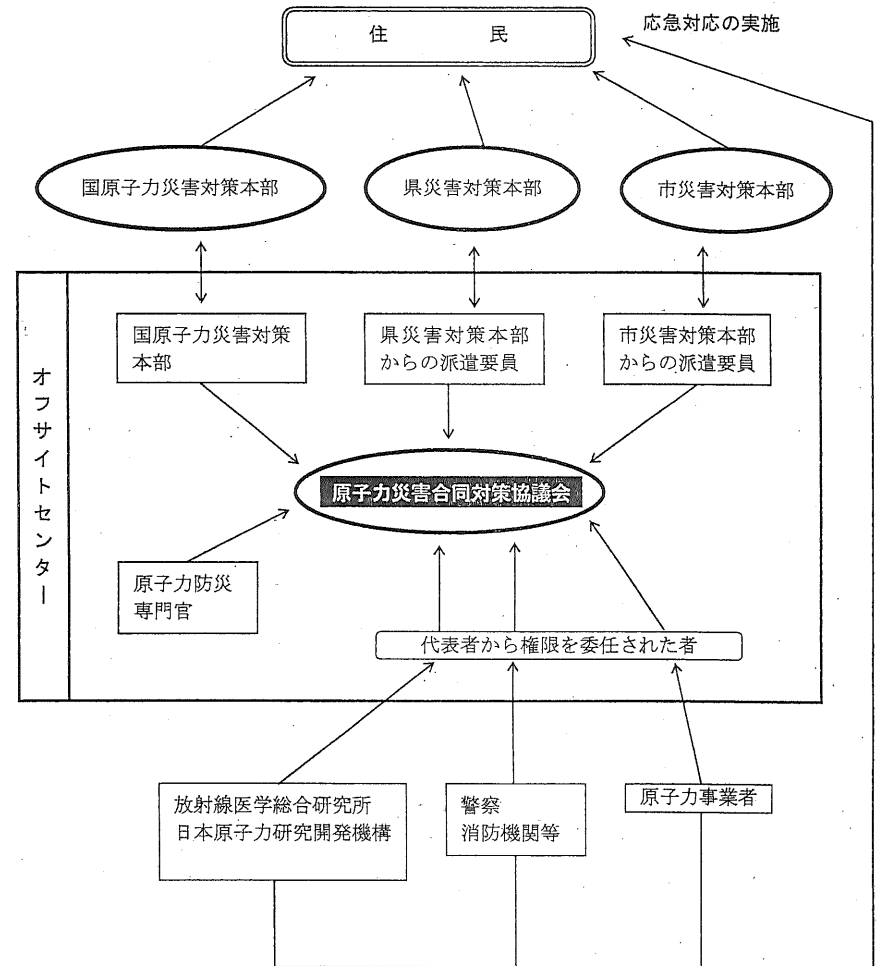 住民
応急対応の実施
国原子力災害対策本部
県災害対策本部
市災害対策本部
オフサイトセンター
国原子力災害対策
本部
県災害対策本部
からの派遣要員
市災害対策本部
からの派遣要員
原子力災害合同対策協議会
原子力防災
専門官
代表者から権限を委任された者
放射線医学総合研究所
日本原子力研究開発機構
警察
消防機関等
原子力事業者